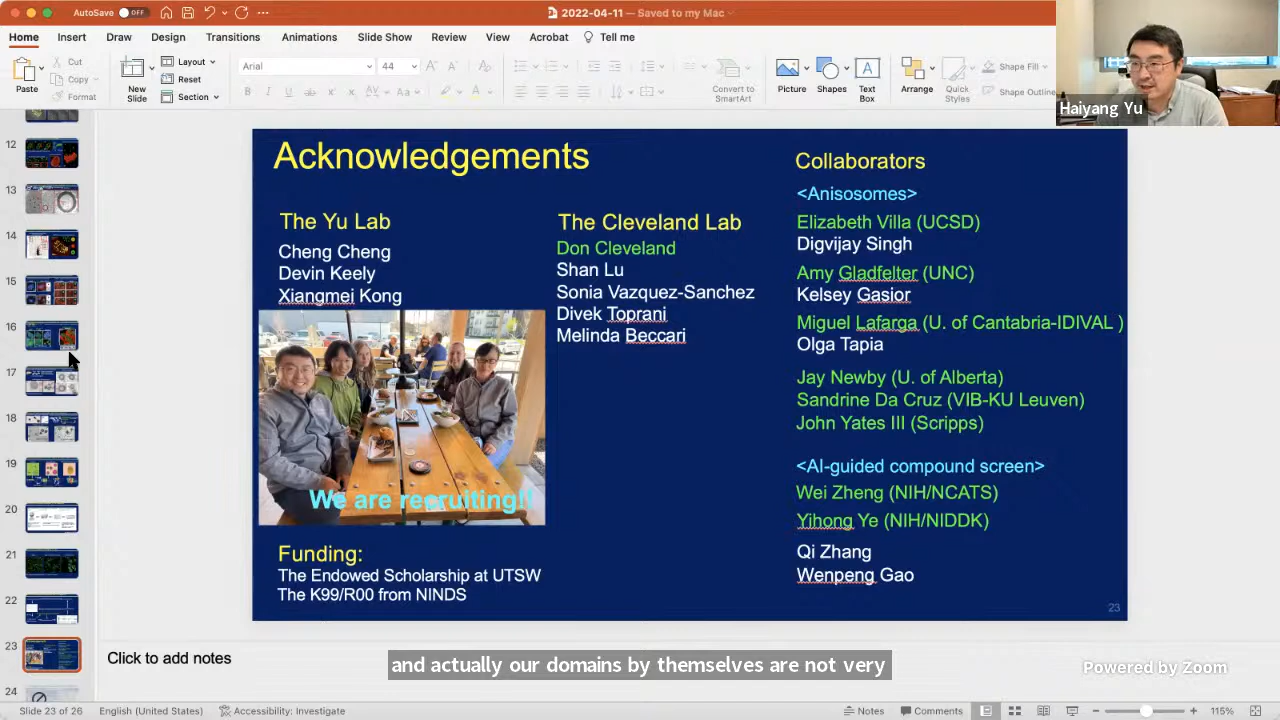 AutoSave OFF
2022-04-11 — Saved to my Mac
Home Insert Draw Design Transitions Animations Slide Show Review View Acrobat Tell me
Paste
Cut
Copy
Format
New Slide
Layout
Reset
Section
Arial
44
Convert to SmartArt
Picture
Shapes
Text Box
Arrange
Quick Styles
Shape Fill
Shape Outline
Haiyang Yu
12
13
14
15
16
17
18
19
20
21
22
23
24
Acknowledgements
The Yu Lab
Cheng Cheng
Devin Keely
Xiangmei Kong
We are recruiting!!
Funding:
The Endowed Scholarship at UTSW
The K99/R00 from NINDS
The Cleveland Lab
Don Cleveland
Shan Lu
Sonia Vazquez-Sanchez
Divek Toprani
Melinda Beccari
Collaborators
<Anisosomes>
Elizabeth Villa (UCSD)
Digvijay Singh
Amy Gladfelter (UNC)
Kelsey Gasior
Miguel Lafarga (U. of Cantabria-IDIVAL )
Olga Tapia
Jay Newby (U. of Alberta)
Sandrine Da Cruz (VIB-KU Leuven)
John Yates III (Scripps)
<AI-guided compound screen>
Wei Zheng (NIH/NCATS)
Yihong Ye (NIH/NIDDK)
Qi Zhang
Wenpeng Gao
23
Click to add notes
and actually our domains by themselves are not very
Powered by Zoom
Slide 23 of 26 English (United States) Accessibility: Investigate Notes Comments 115%